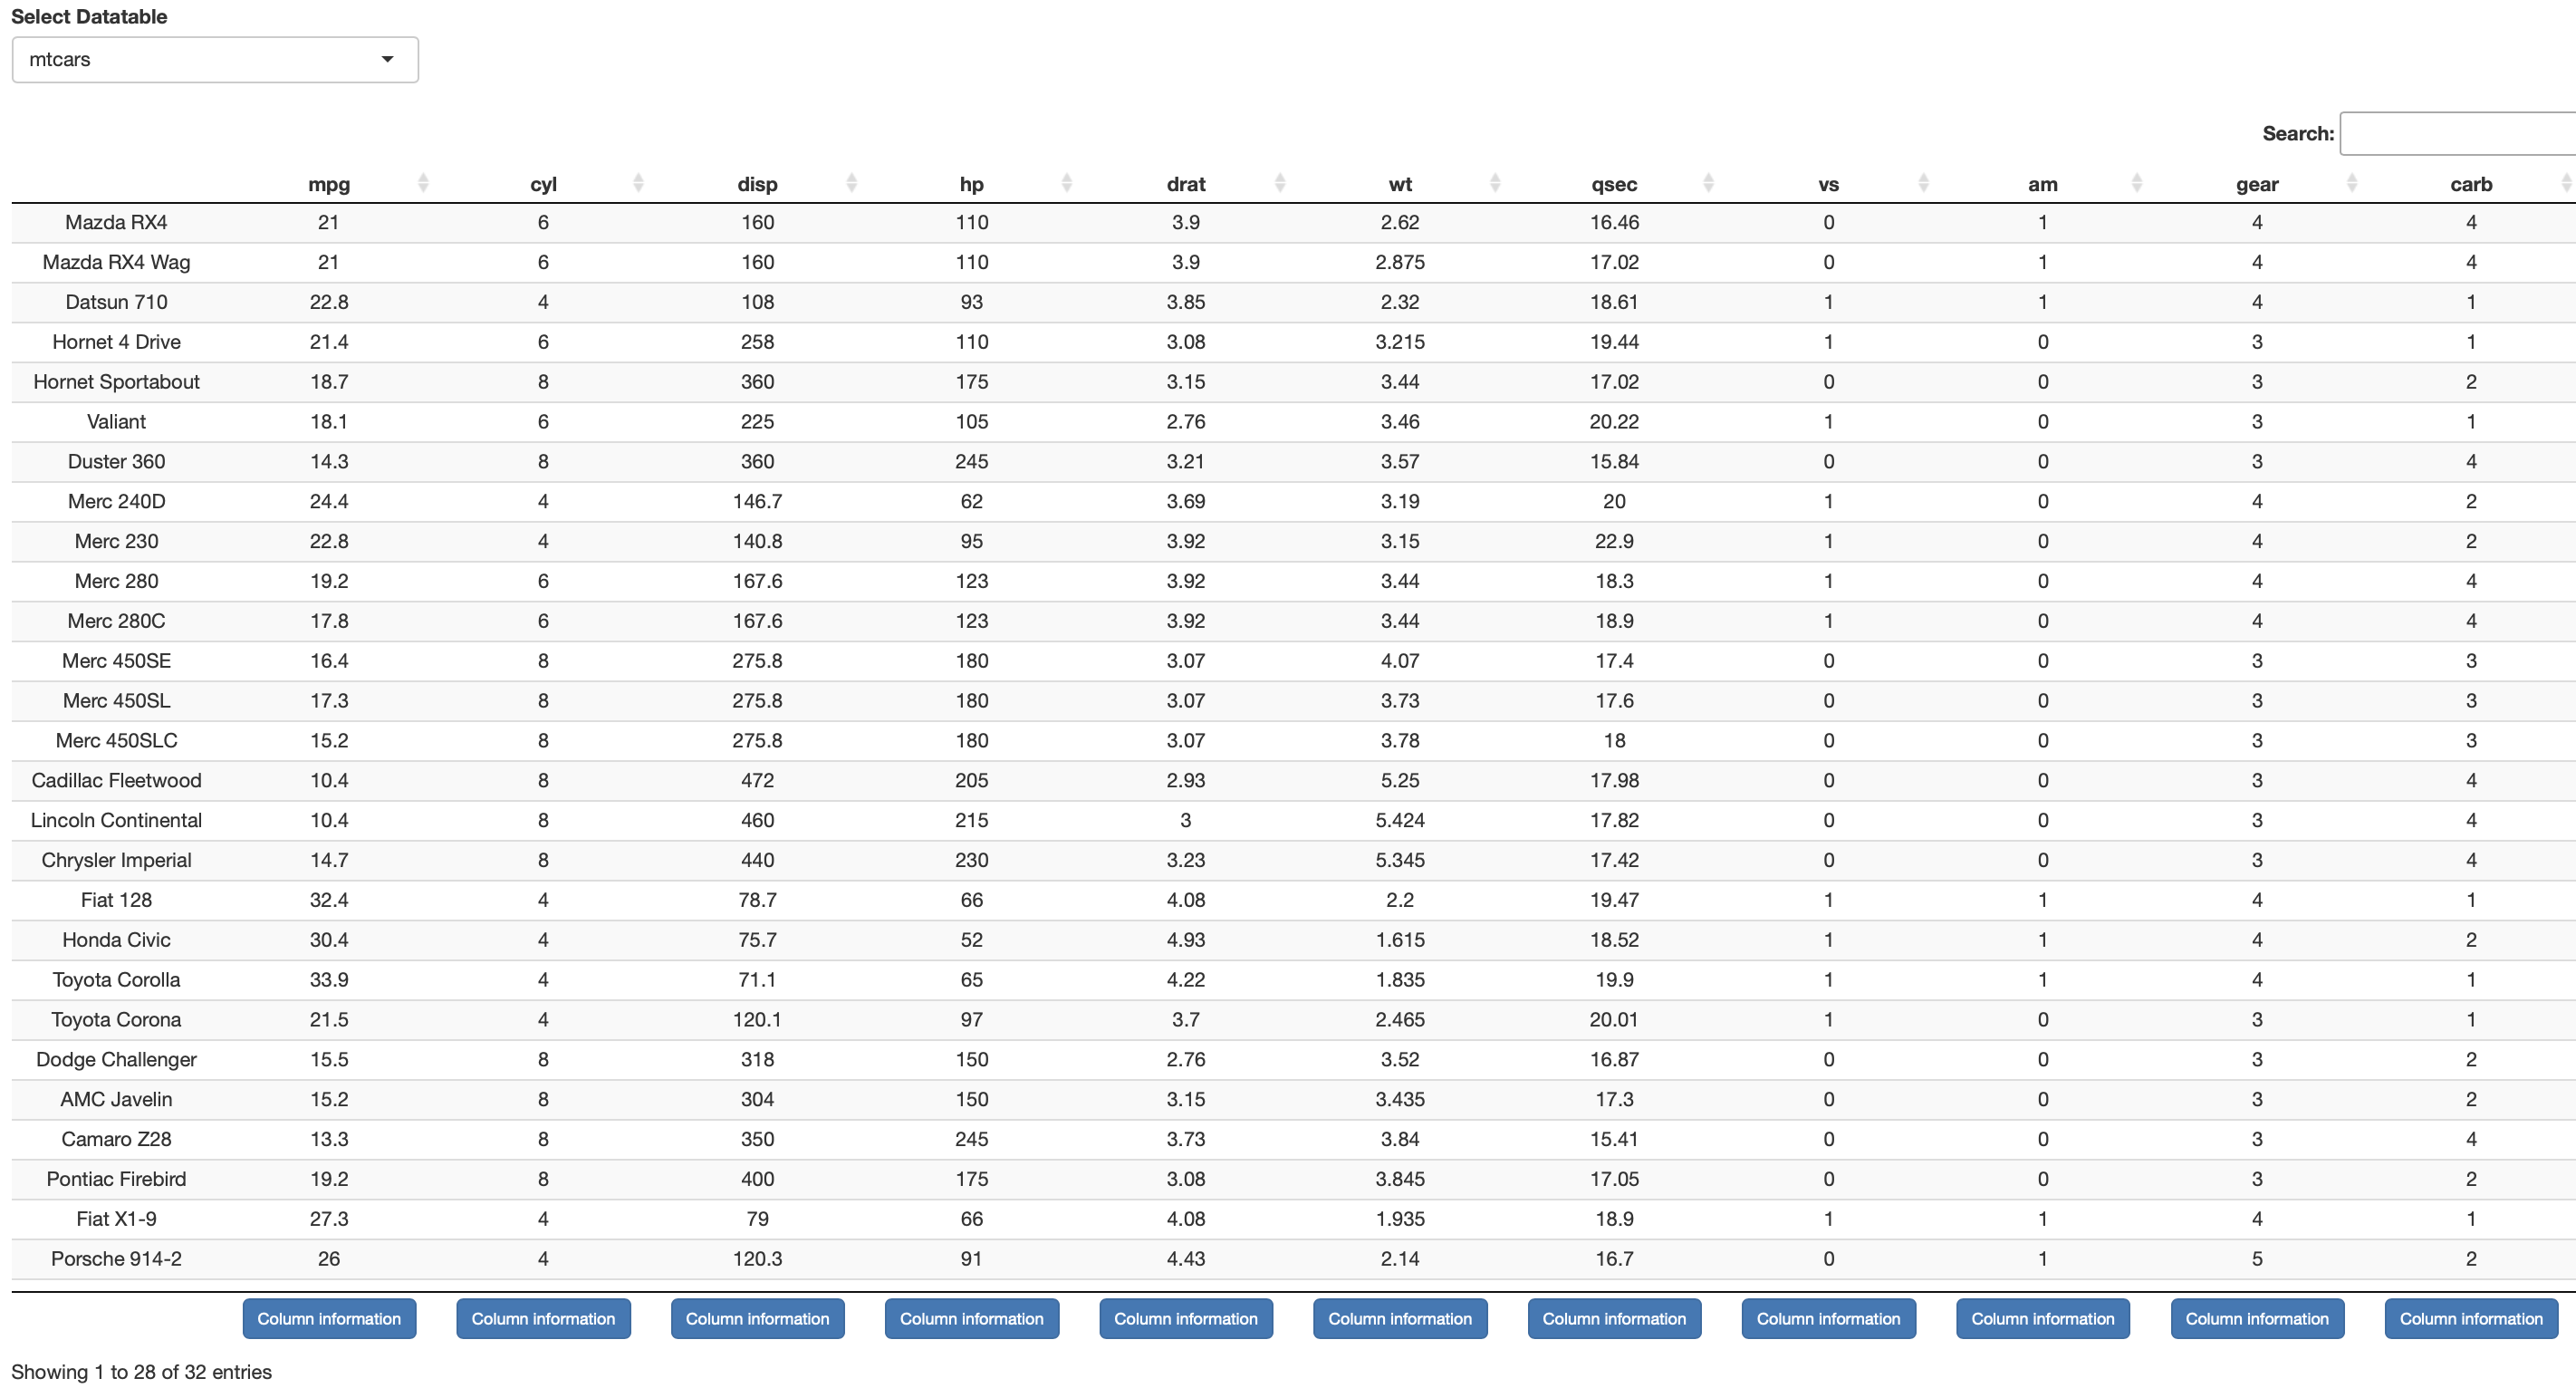 Select Datatable
mtcars
Search:
mpg cyl disp hp drat wt qsec vs am gear carb
Mazda RX4 21 6 160 110 3.9 2.62 16.46 0 1 4 4
Mazda RX4 Wag 21 6 160 110 3.9 2.875 17.02 0 1 4 4
Datsun 710 22.8 4 108 93 3.85 2.32 18.61 1 1 4 1
Hornet 4 Drive 21.4 6 258 110 3.08 3.215 19.44 1 0 3 1
Hornet Sportabout 18.7 8 360 175 3.15 3.44 17.02 0 0 3 2
Valiant 18.1 6 225 105 2.76 3.46 20.22 1 0 3 1
Duster 360 14.3 8 360 245 3.21 3.57 15.84 0 0 3 4
Merc 240D 24.4 4 146.7 62 3.69 3.19 20 1 0 4 2
Merc 230 22.8 4 140.8 95 3.92 3.15 22.9 1 0 4 2
Merc 280 19.2 6 167.6 123 3.92 3.44 18.3 1 0 4 4
Merc 280C 17.8 6 167.6 123 3.92 3.44 18.9 1 0 4 4
Merc 450SE 16.4 8 275.8 180 3.07 4.07 17.4 0 0 3 3
Merc 450SL 17.3 8 275.8 180 3.07 3.73 17.6 0 0 3 3
Merc 450SLC 15.2 8 275.8 180 3.07 3.78 18 0 0 3 3
Cadillac Fleetwood 10.4 8 472 205 2.93 5.25 17.98 0 0 3 4
Lincoln Continental 10.4 8 460 215 3 5.424 17.82 0 0 3 4
Chrysler Imperial 14.7 8 440 230 3.23 5.345 17.42 0 0 3 4
Fiat 128 32.4 4 78.7 66 4.08 2.2 19.47 1 1 4 1
Honda Civic 30.4 4 75.7 52 4.93 1.615 18.52 1 1 4 2
Toyota Corolla 33.9 4 71.1 65 4.22 1.835 19.9 1 1 4 1
Toyota Corona 21.5 4 120.1 97 3.7 2.465 20.01 1 0 3 1
Dodge Challenger 15.5 8 318 150 2.76 3.52 16.87 0 0 3 2
AMC Javelin 15.2 8 304 150 3.15 3.435 17.3 0 0 3 2
Camaro Z28 13.3 8 350 245 3.73 3.84 15.41 0 0 3 4
Pontiac Firebird 19.2 8 400 175 3.08 3.845 17.05 0 0 3 2
Fiat X1-9 27.3 4 79 66 4.08 1.935 18.9 1 1 4 1
Porsche 914-2 26 4 120.3 91 4.43 2.14 16.7 0 1 5 2
Column information Column information Column information Column information Column information Column information Column information Column information Column information Column information Column information
Showing 1 to 28 of 32 entries